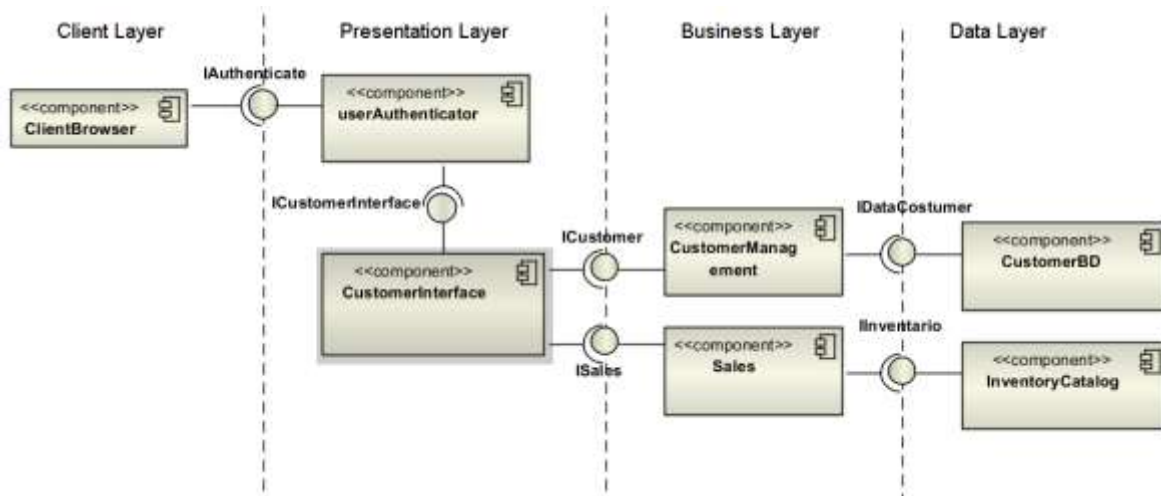 Client Layer
Presentation Layer
Business Layer
Data Layer
IAuthenticate
<<component>>
ClientBrowser
<<component>>
userAuthenticator
ICustomerInterface
<<component>>
CustomerInterface
ICustomer
<<component>>
CustomerManag
ement
IDataCostumer
<<component>>
CustomerBD
ISales
<<component>>
Sales
IInventario
<<component>>
InventoryCatalog